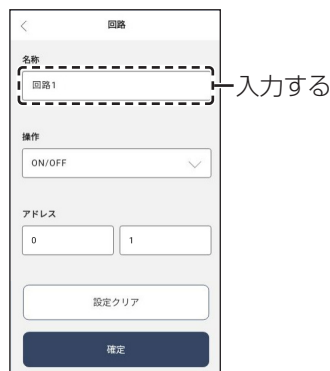 回路
名称
回路1
入力する
操作
ON/OFF
アドレス
0 1
設定クリア
確定